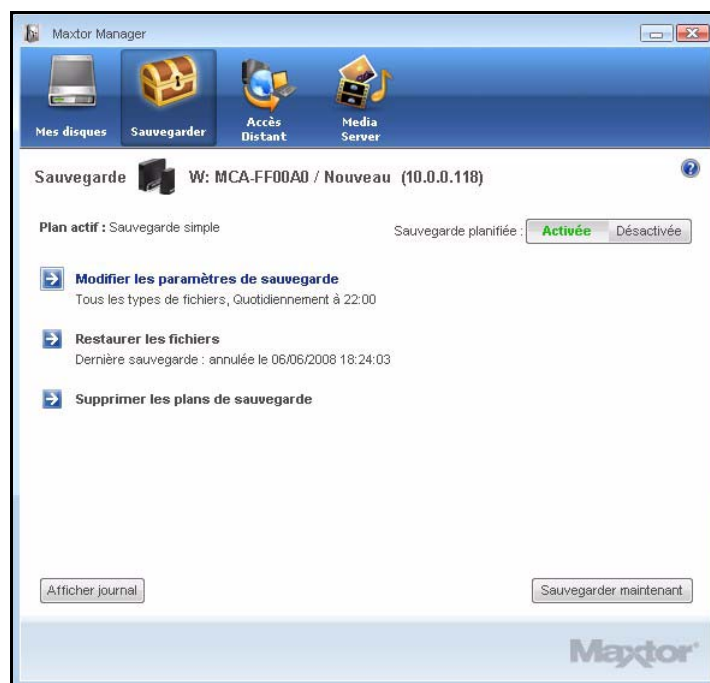 Maxtor Manager
Mes disques
Sauvegarder
Accès
Distant
Media
Server
Sauvegarde W: MCA-FF00A0 / Nouveau (10.0.0.118)
Plan actif : Sauvegarde simple
Sauvegarde planifiée : Activée Désactivée
Modifier les paramètres de sauvegarde
Tous les types de fichiers, Quotidiennement à 22:00
Restaurer les fichiers
Dernière sauvegarde : annulée le 06/06/2008 18:24:03
Supprimer les plans de sauvegarde
Afficher journal
Sauvegarder maintenant
Maxtor